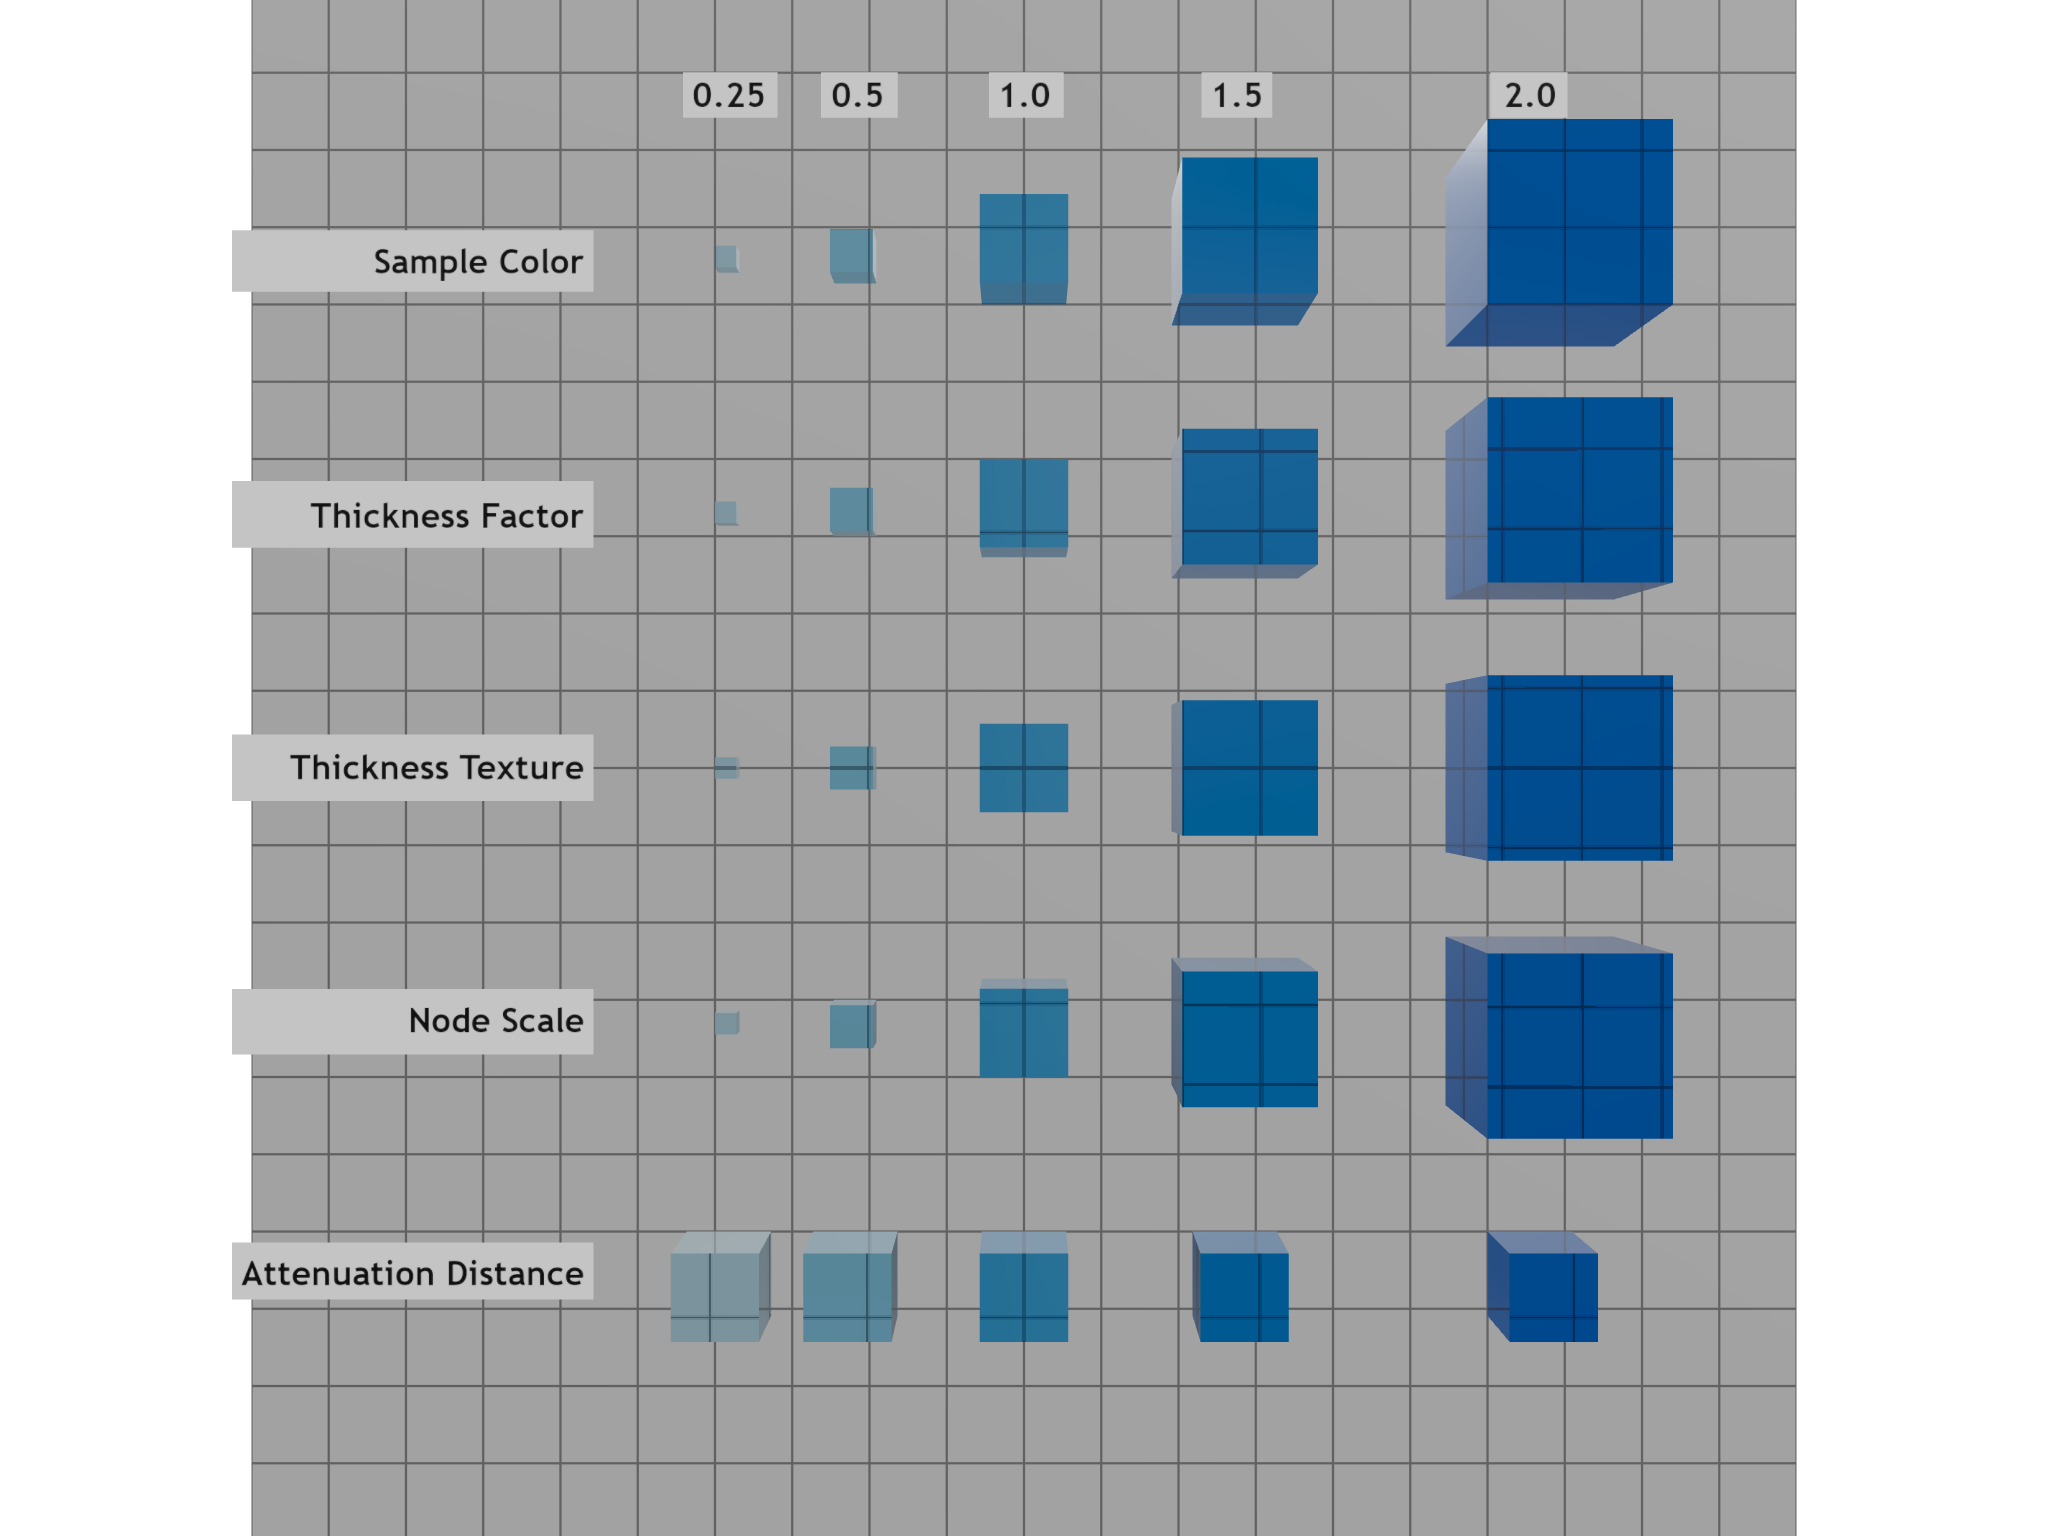 0.25 0.5 1.0 1.5 2.0
Sample Color
Thickness Factor
Thickness Texture
Node Scale
Attenuation Distance